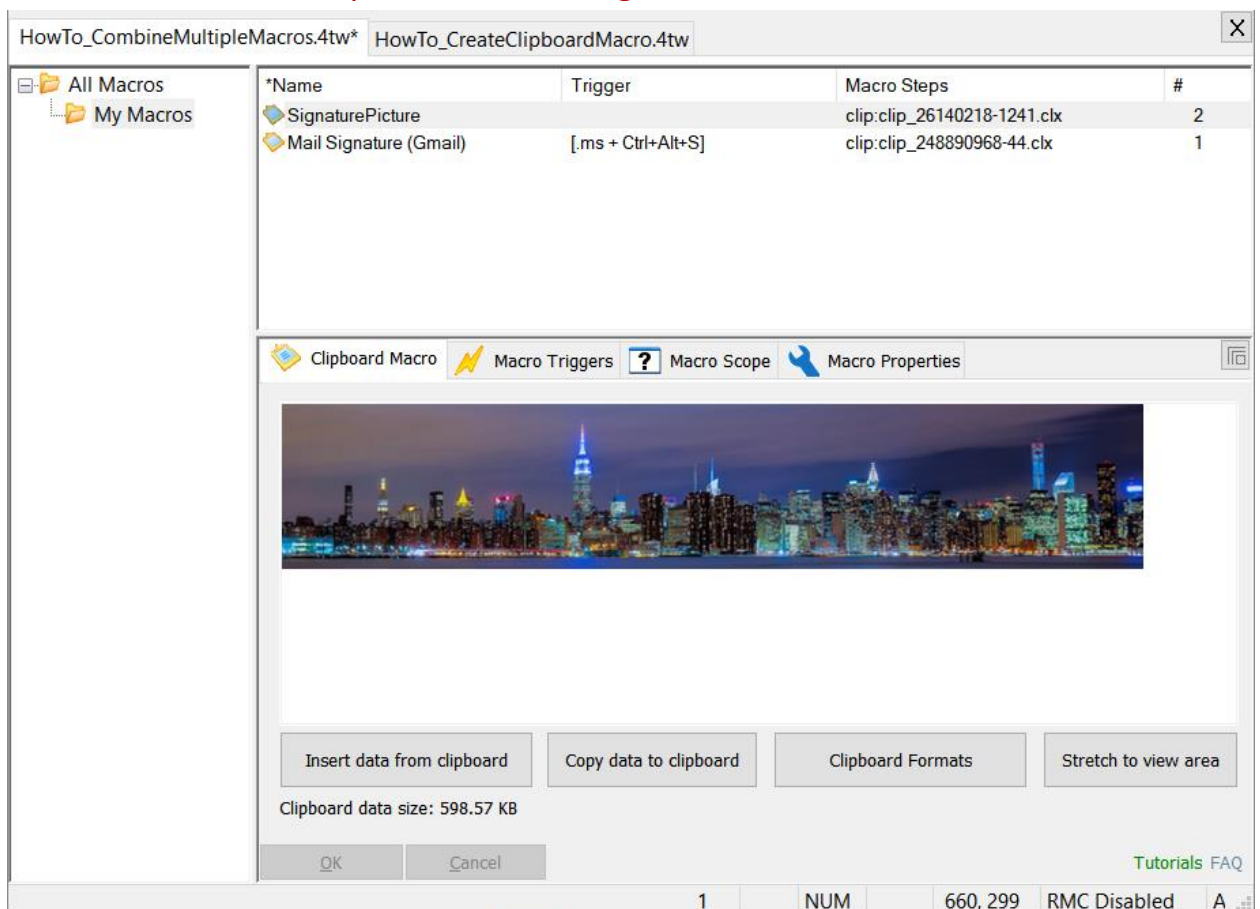 HowTo_CombineMultipleMacros.4tw* HowTo_CreateClipboardMacro.4tw X
All Macros
My Macros
*Name Trigger Macro Steps #
SignaturePicture clip:clip_26140218-1241.clx 2
Mail Signature (Gmail) [.ms + Ctrl+Alt+S] clip:clip_248890968-44.clx 1
Clipboard Macro Macro Triggers ? Macro Scope Macro Properties
Insert data from clipboard Copy data to clipboard Clipboard Formats Stretch to view area
Clipboard data size: 598.57 KB
OK Cancel Tutorials FAQ
1 NUM 660, 299 RMC Disabled A